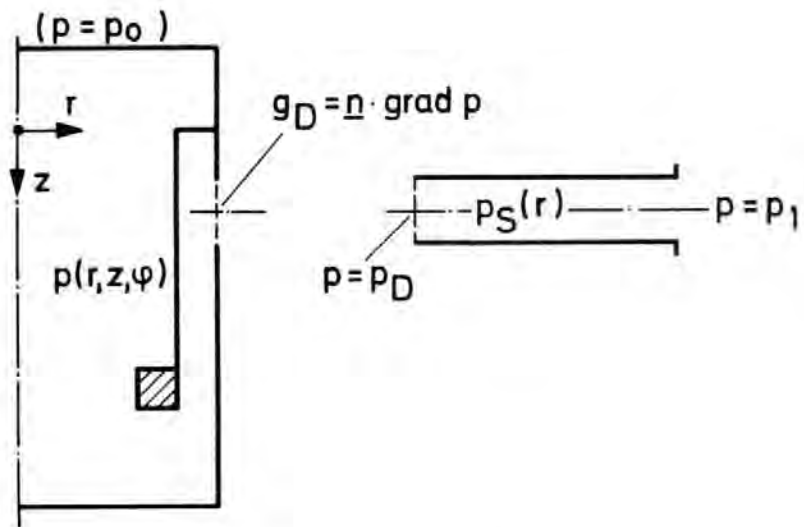 (p = p₀)
r
z
g_D = n · grad p
p(r,z,φ)
p_S(r)
p = p₁
p = p_D